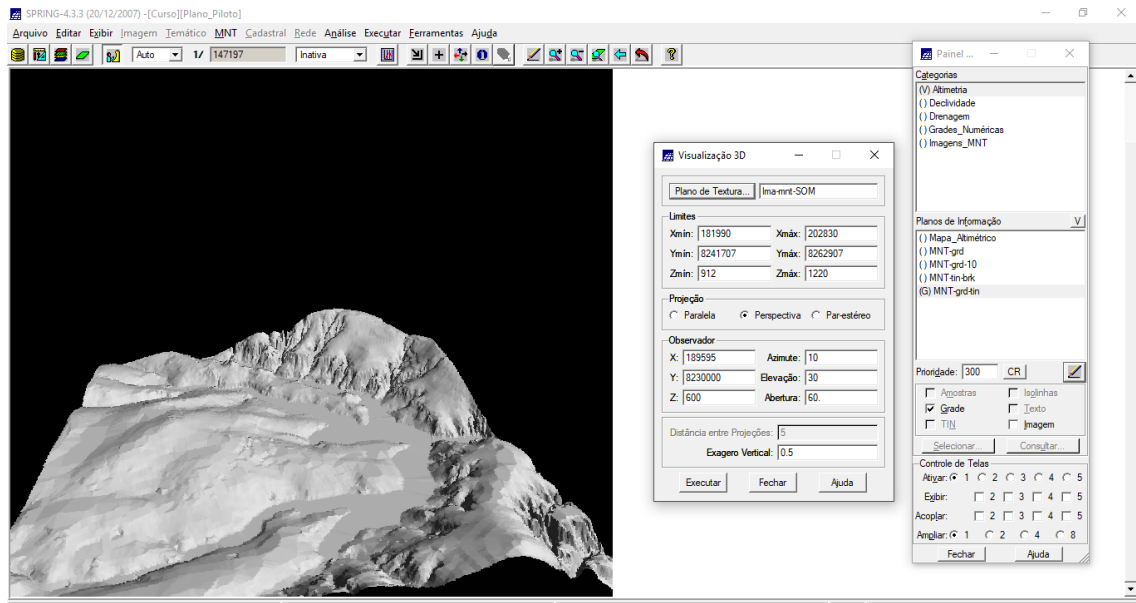 SPRING-4.3.3 (20/12/2007) -[Curso][Plano_Piloto]
Arquivo Editar Exibir Imagem Temático MNT Cadastral Rede Análise Executar Ferramentas Ajuda
Auto 1/ 147197 Inativa
Visualização 3D
Plano de Textura... Ima-mnt-SOM
Limites
Xmín: 181990 Xmáx: 202830
Ymín: 8241707 Ymáx: 8262907
Zmín: 912 Zmáx: 1220
Projeção
Paralela Perspectiva Par-estéreo
Observador
X: 189595 Azimute: 10
Y: 8230000 Elevação: 30
Z: 600 Abertura: 60.
Distância entre Projeções: 5
Exagero Vertical: 0.5
Executar Fechar Ajuda
Painel ...
Categorias
(V) Altimetria
() Declividade
() Drenagem
() Grades_Numéricas
() Imagens_MNT
Planos de Informação V
() Mapa_Altimétrico
() MNT-grd
() MNT-grd-10
() MNT-tin-brk
(G) MNT-grd-tin
Prioridade: 300 CR
Amostras Isolinhas
Grade Texto
TIN Imagem
Selecionar... Consultar...
Controle de Telas
Ativar: 1 2 3 4 5
Exibir: 2 3 4 5
Acoplar: 2 3 4 5
Ampliar: 1 2 4 8
Fechar Ajuda